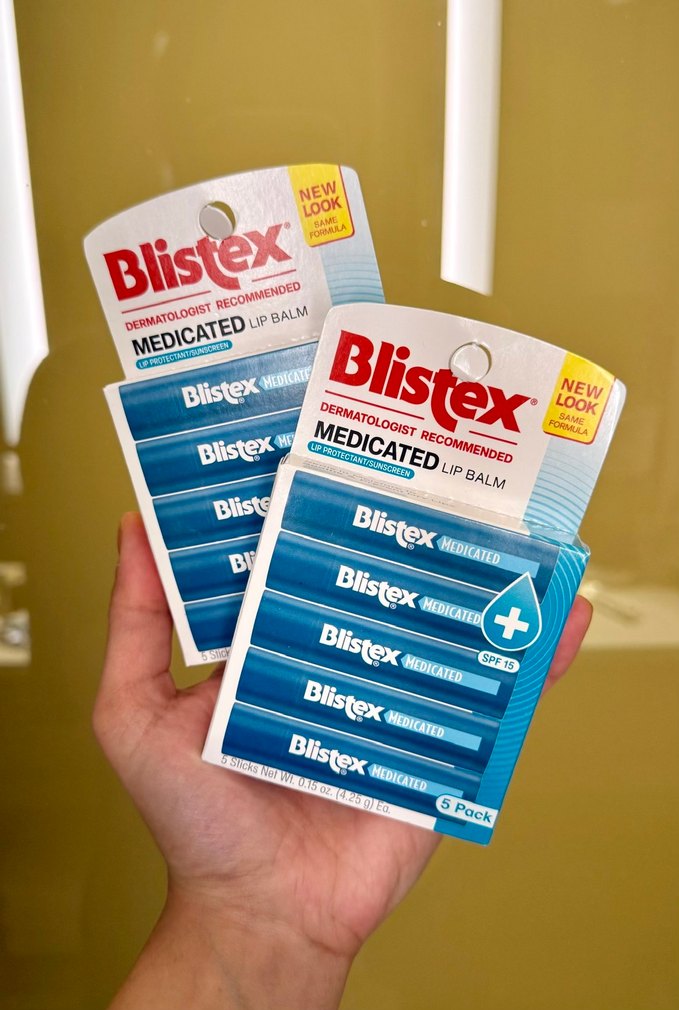 Blistex®
DERMATOLOGIST RECOMMENDED
MEDICATED LIP BALM
LIP PROTECTANT/SUNSCREEN
NEW
LOOK
SAME
FORMULA
Blistex MEDICATED
Blistex
Blistex
5
Blistex®
DERMATOLOGIST RECOMMENDED
MEDICATED LIP BALM
LIP PROTECTANT/SUNSCREEN
NEW
LOOK
SAME
FORMULA
Blistex® MEDICATED
Blistex® MEDICATED
SPF 15
Blistex® MEDICATED
Blistex® MEDICATED
Blistex® MEDICATED
5 Sticks Net Wt. 0.15 oz. (4.25 g) Ea.
5 Pack